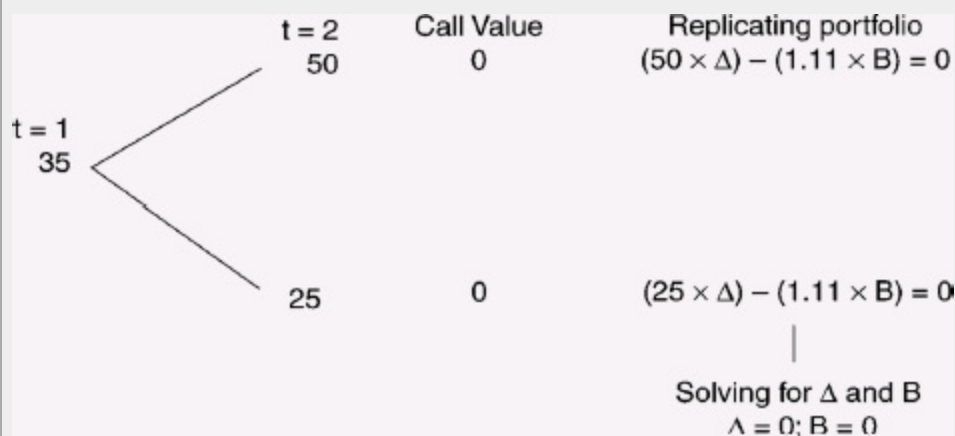 t = 2 Call Value Replicating portfolio
50 0 (50 × Δ) – (1.11 × B) = 0
t = 1
35
25 0 (25 × Δ) – (1.11 × B) = 0
Solving for Δ and B
Δ = 0; B = 0